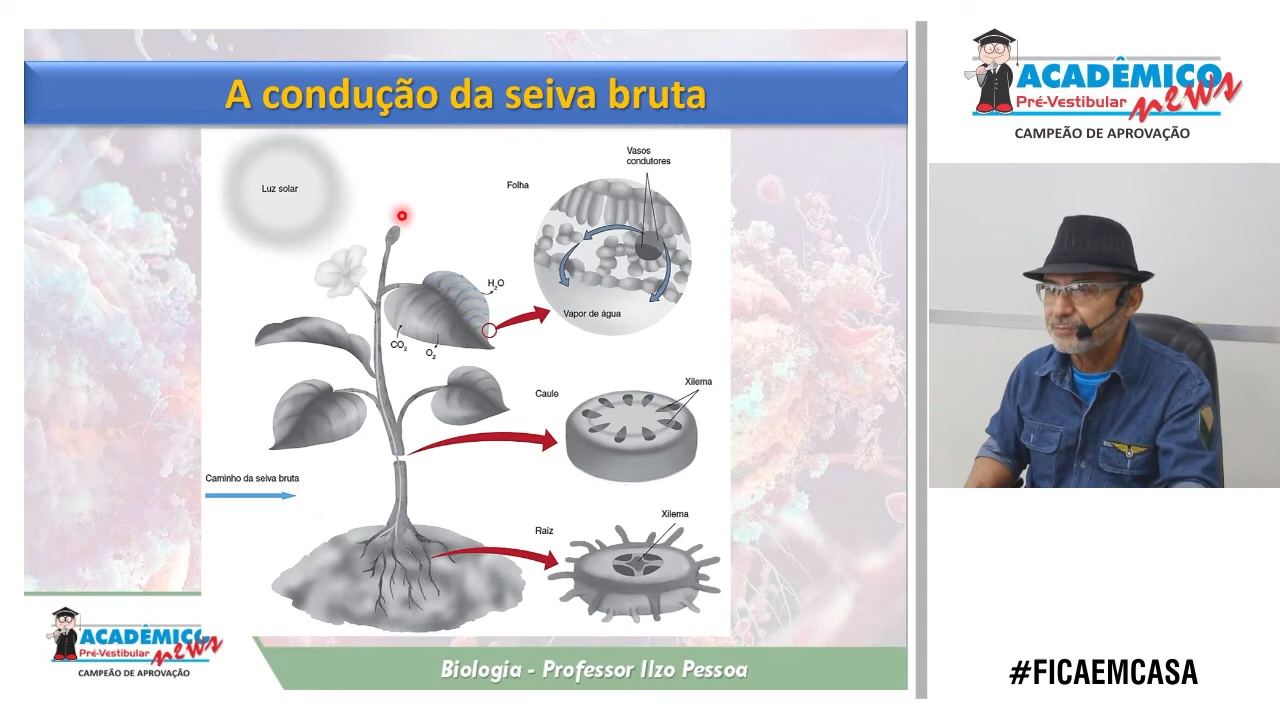 A condução da seiva bruta
Luz solar
Folha
Vasos
condutores
H2O
CO2
O2
Vapor de água
Caule
Xilema
Caminho da seiva bruta
Raiz
Xilema
ACADÊMICO
Pré-Vestibular news
CAMPEÃO DE APROVAÇÃO
Biologia - Professor Ilzo Pessoa
ACADÊMICO
Pré-Vestibular news
CAMPEÃO DE APROVAÇÃO
#FICAEMCASA